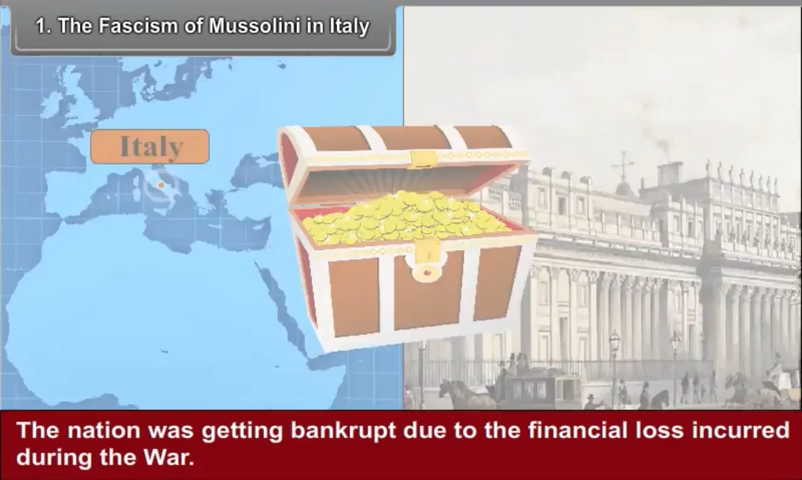 1. The Fascism of Mussolini in Italy
Italy
The nation was getting bankrupt due to the financial loss incurred
during the War.